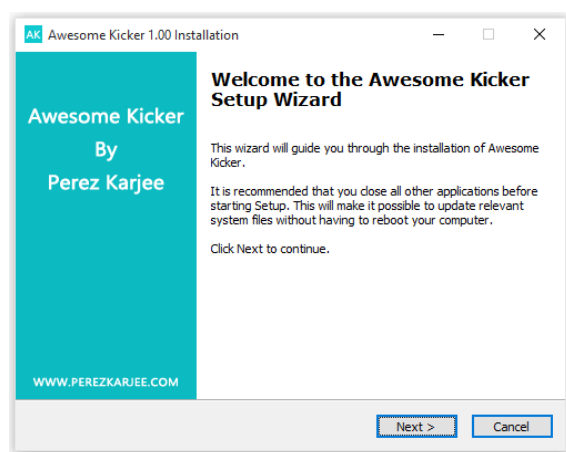 AK Awesome Kicker 1.00 Installation
Awesome Kicker
By
Perez Karjee
WWW.PEREZKARJEE.COM
Welcome to the Awesome Kicker
Setup Wizard
This wizard will guide you through the installation of Awesome
Kicker.
It is recommended that you close all other applications before
starting Setup. This will make it possible to update relevant
system files without having to reboot your computer.
Click Next to continue.
Next >
Cancel